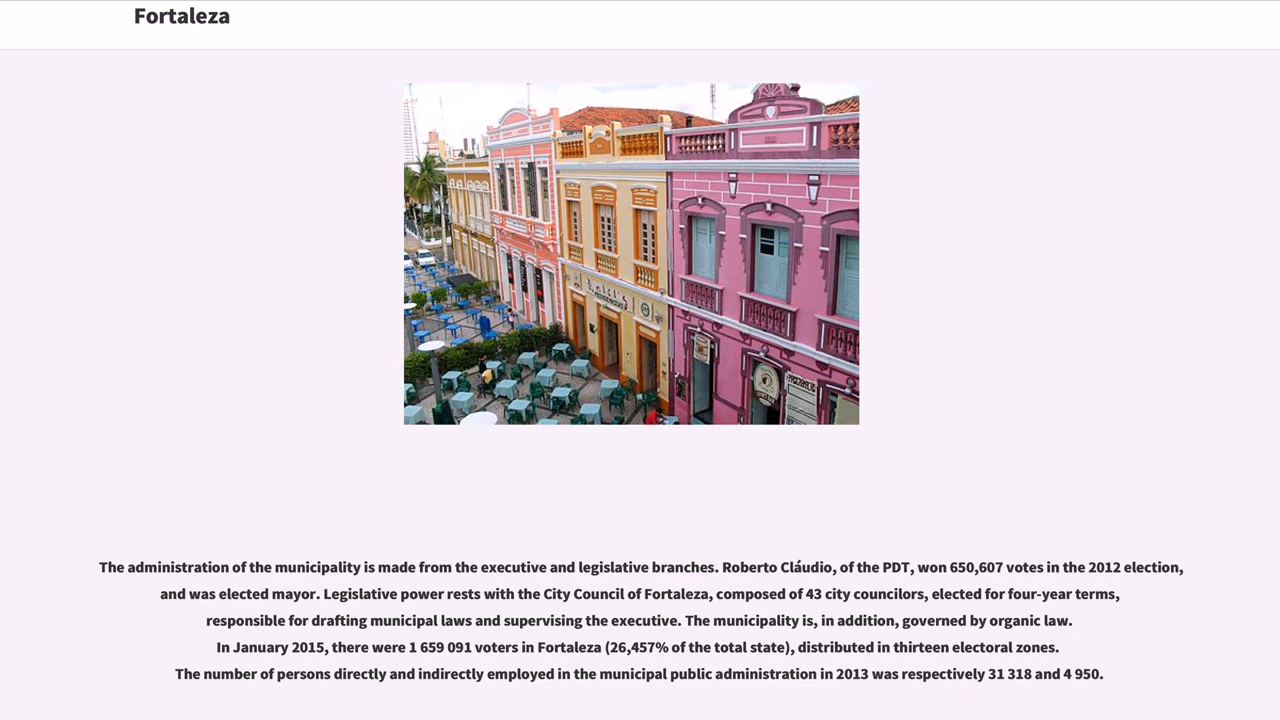 Fortaleza
The administration of the municipality is made from the executive and legislative branches. Roberto Cláudio, of the PDT, won 650,607 votes in the 2012 election,
and was elected mayor. Legislative power rests with the City Council of Fortaleza, composed of 43 city councilors, elected for four-year terms,
responsible for drafting municipal laws and supervising the executive. The municipality is, in addition, governed by organic law.
In January 2015, there were 1 659 091 voters in Fortaleza (26,457% of the total state), distributed in thirteen electoral zones.
The number of persons directly and indirectly employed in the municipal public administration in 2013 was respectively 31 318 and 4 950.